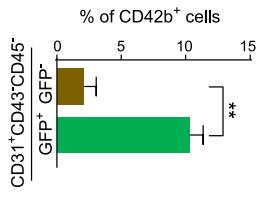 % of CD42b⁺ cells
0 5 10 15
CD31⁺CD43⁻CD45⁻
GFP⁻
GFP⁺
**